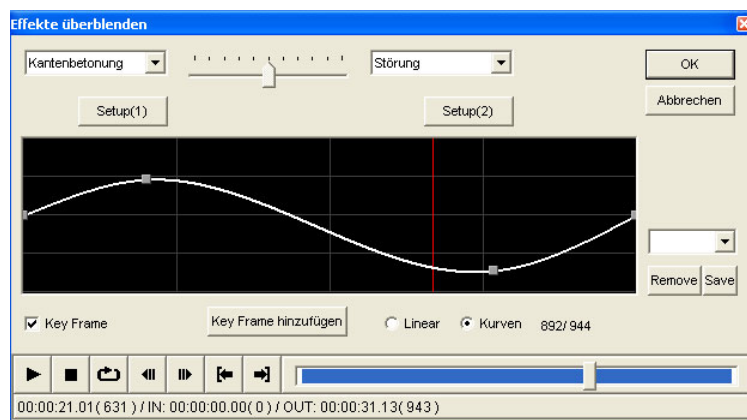 Effekte überblenden
Kantenbetonung
Störung
OK
Setup(1)
Setup(2)
Abbrechen
Remove
Save
Key Frame
Key Frame hinzufügen
Linear
Kurven
892/ 944
00:00:21.01( 631 ) / IN: 00:00:00.00( 0 ) / OUT: 00:00:31.13( 943 )